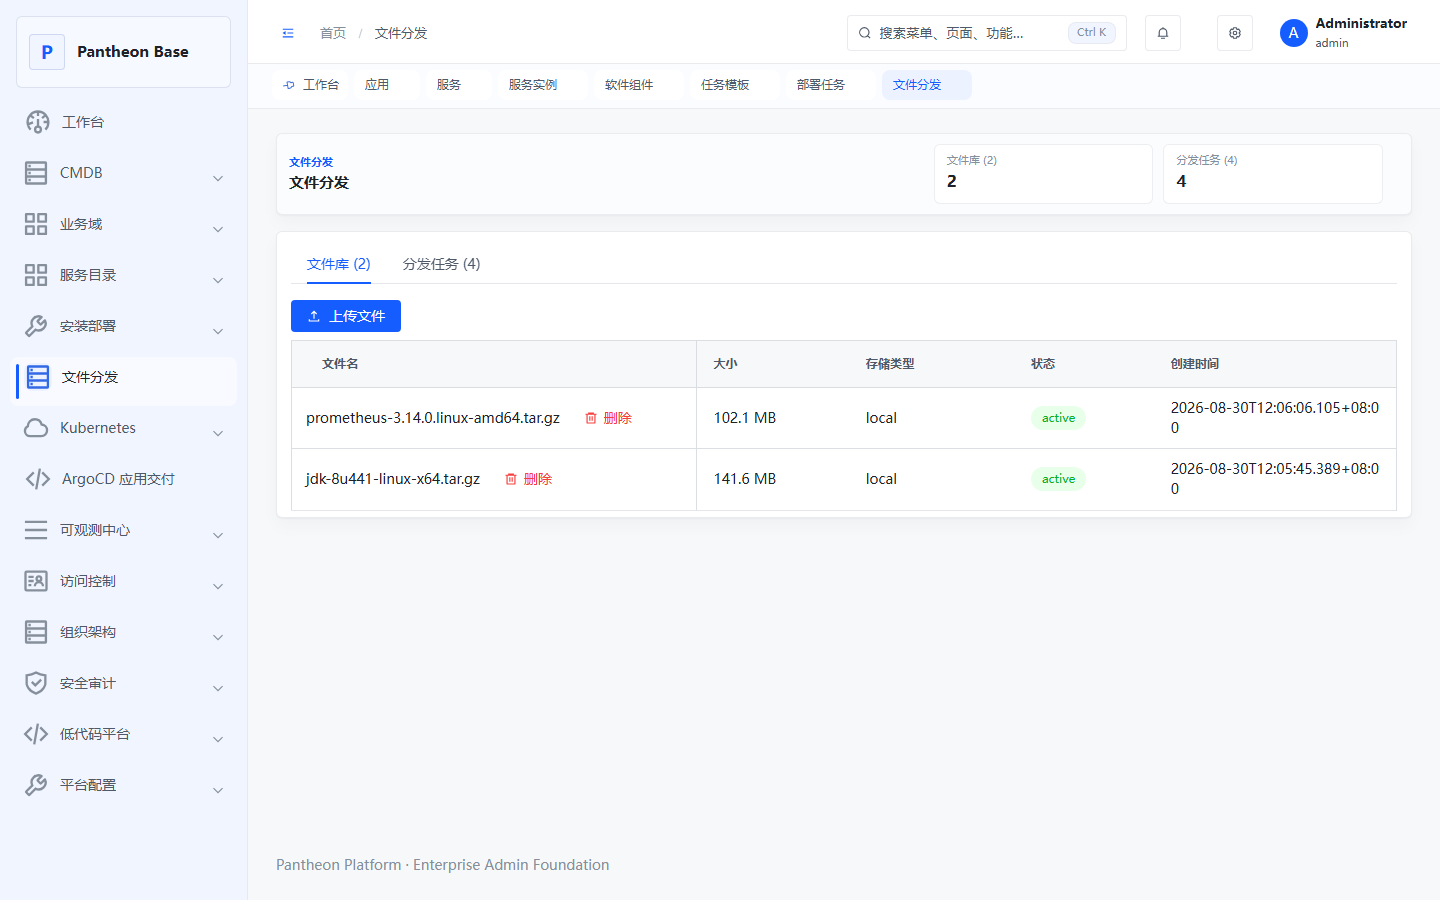 P Pantheon Base
首页 / 文件分发
搜索菜单、页面、功能... Ctrl K
A Administrator
admin
工作台 应用 服务 服务实例 软件组件 任务模板 部署任务 文件分发
工作台
CMDB
业务域
服务目录
安装部署
文件分发
Kubernetes
ArgoCD 应用交付
可观测中心
访问控制
组织架构
安全审计
低代码平台
平台配置
文件分发
文件分发
文件库 (2)
2
分发任务 (4)
4
文件库 (2) 分发任务 (4)
上传文件
文件名 大小 存储类型 状态 创建时间
prometheus-3.14.0.linux-amd64.tar.gz 删除 102.1 MB local active 2026-08-30T12:06:06.105+08:0
0
jdk-8u441-linux-x64.tar.gz 删除 141.6 MB local active 2026-08-30T12:05:45.389+08:0
0
Pantheon Platform · Enterprise Admin Foundation